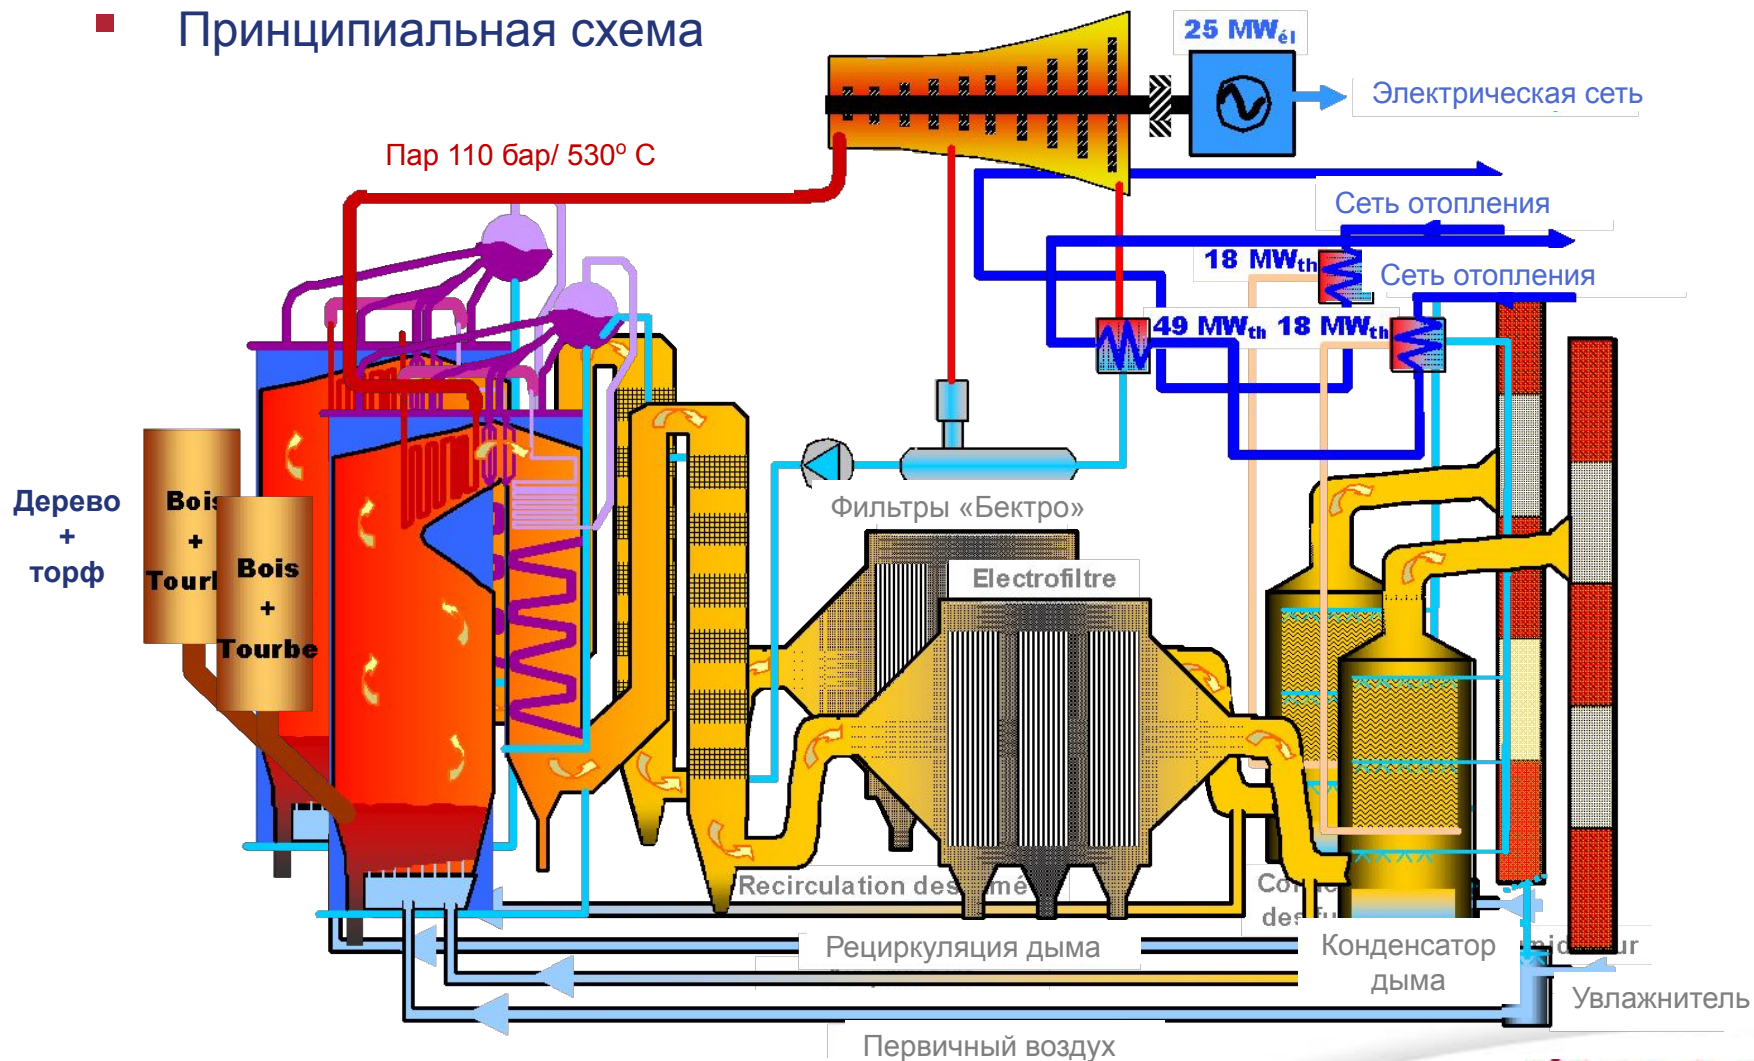 Принципиальная схема
25 MWél
Электрическая сеть
Пар 110 бар/ 530º С
Сеть отопления
18 MWth
Сеть отопления
49 MWth 18 MWth
Дерево
+
торф
Bois
+
Bois
+
Tourbe
Фильтры «Бектро»
Electrofiltre
Recirculation des
Рециркуляция дыма
Конденсатор
дыма
Увлажнитель
Первичный воздух